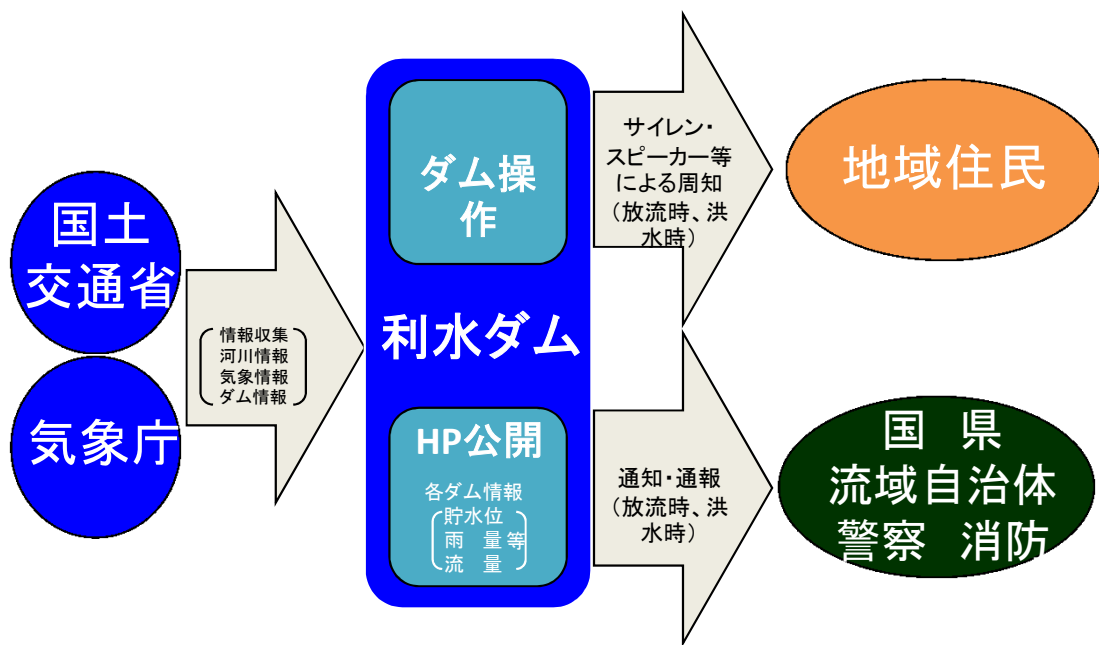 国土
交通省
気象庁
情報収集
河川情報
気象情報
ダム情報
ダム操
作
利水ダム
HP公開
各ダム情報
貯水位
雨　量等
流　量
サイレン・
スピーカー等
による周知
（放流時、洪
水時）
通知・通報
（放流時、洪
水時）
地域住民
国　県
流域自治体
警察　消防